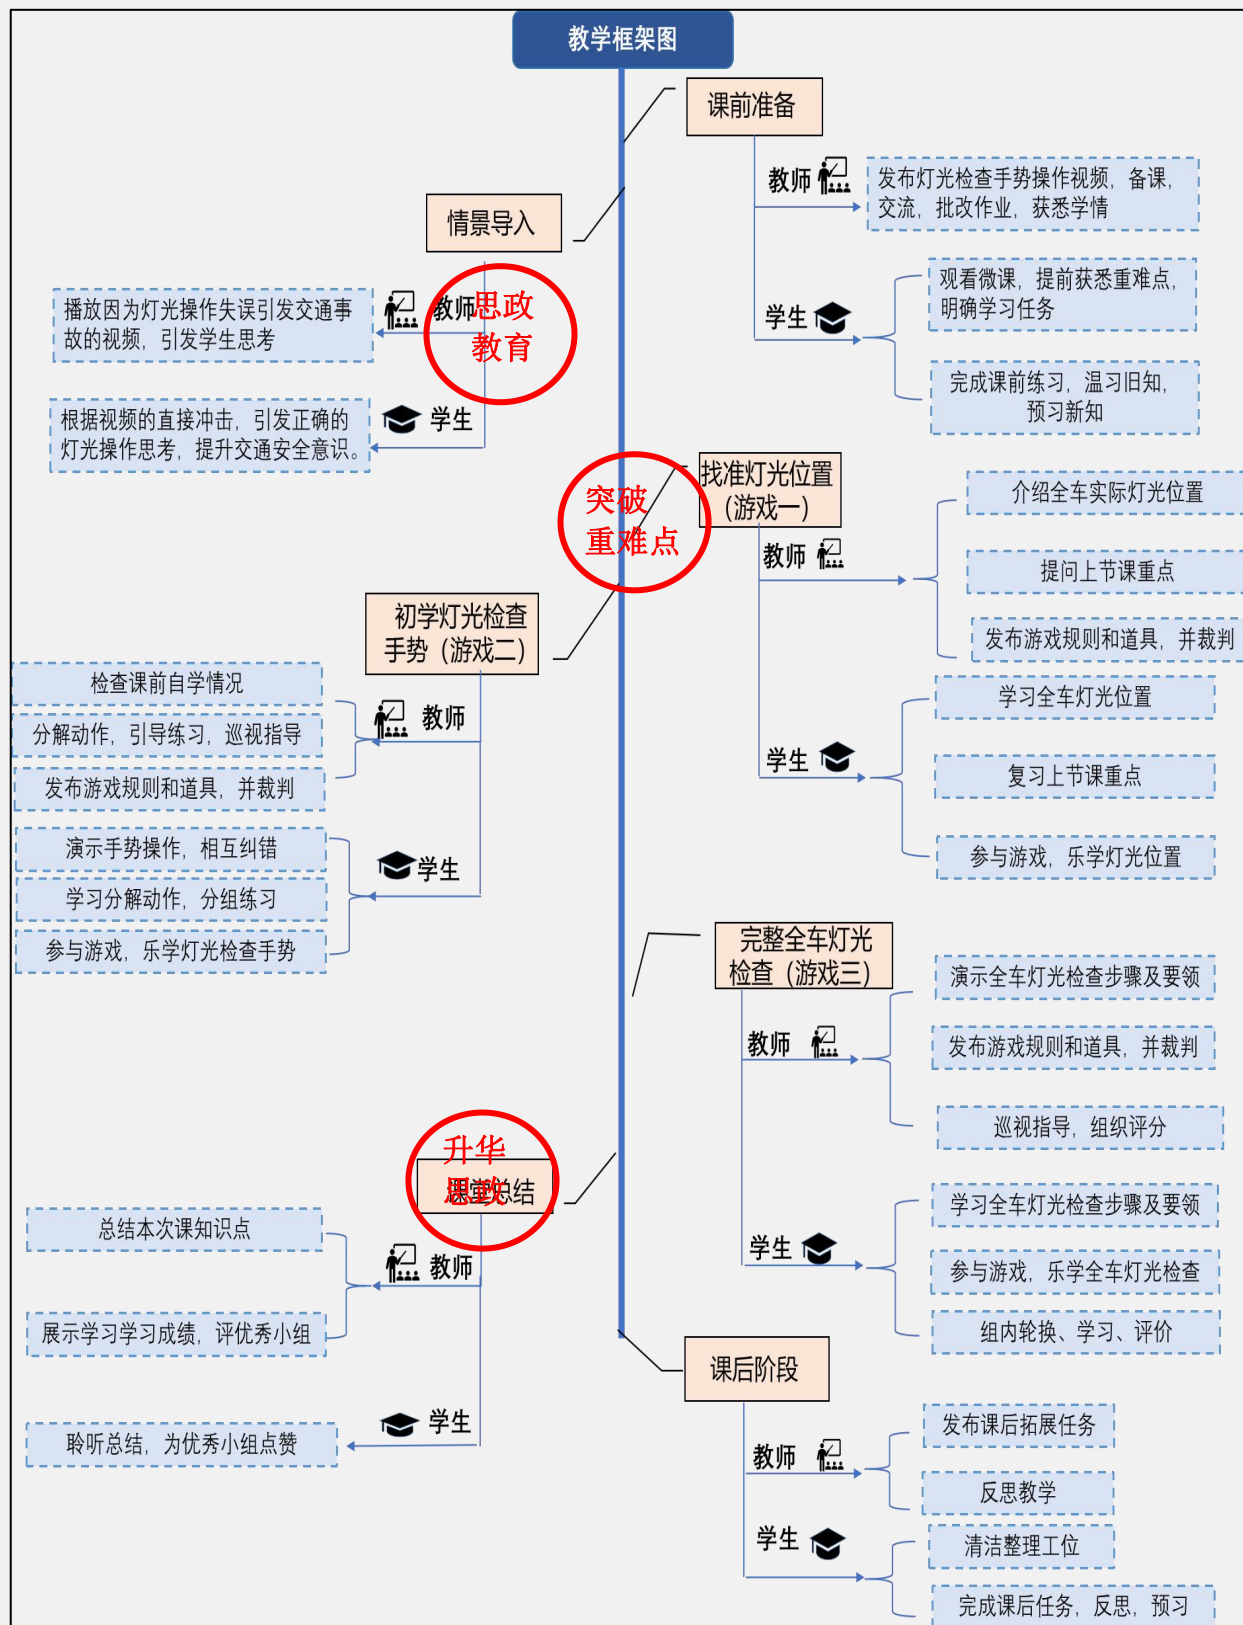 教学框架图
课前准备
教师
发布灯光检查手势操作视频，备课，
交流，批改作业，获悉学情
学生
观看微课，提前获悉重难点，
明确学习任务
完成课前练习，温习旧知，
预习新知
情景导入
思政
教育
教师
播放因为灯光操作失误引发交通事
故的视频，引发学生思考
学生
根据视频的直接冲击，引发正确的
灯光操作思考，提升交通安全意识。
突破
重难点
找准灯光位置
（游戏一）
教师
介绍全车实际灯光位置
提问上节课重点
发布游戏规则和道具，并裁判
学生
学习全车灯光位置
复习上节课重点
参与游戏、乐学灯光位置
初学灯光检查
手势（游戏二）
教师
检查课前自学情况
分解动作，引导练习，巡视指导
发布游戏规则和道具，并裁判
学生
演示手势操作，相互纠错
学习分解动作，分组练习
参与游戏、乐学灯光检查手势
完整全车灯光
检查（游戏三）
教师
演示全车灯光检查步骤及要领
发布游戏规则和道具，并裁判
巡视指导，组织评分
学生
学习全车灯光检查步骤及要领
参与游戏，乐学全车灯光检查
组内轮换、学习、评价
升华
思政
课堂总结
教师
总结本次课知识点
展示学习学习成绩，评优秀小组
学生
聆听总结，为优秀小组点赞
课后阶段
教师
发布课后拓展任务
反思教学
学生
清洁整理工位
完成课后任务，反思，预习